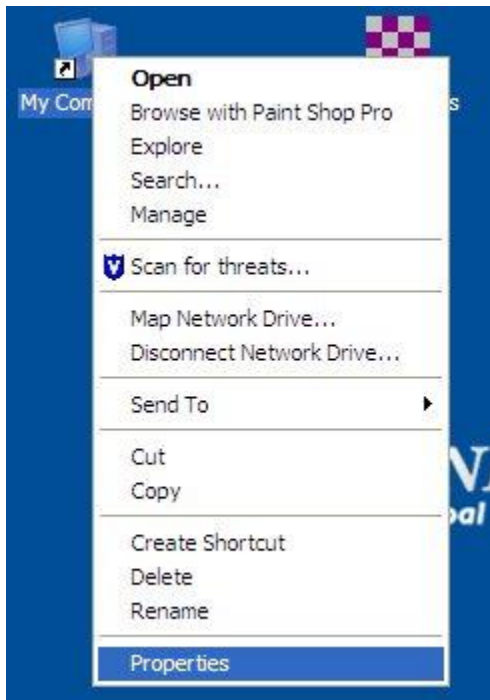 My Com
s
Open
Browse with Paint Shop Pro
Explore
Search...
Manage
Scan for threats...
Map Network Drive...
Disconnect Network Drive...
Send To
Cut
Copy
Create Shortcut
Delete
Rename
Properties